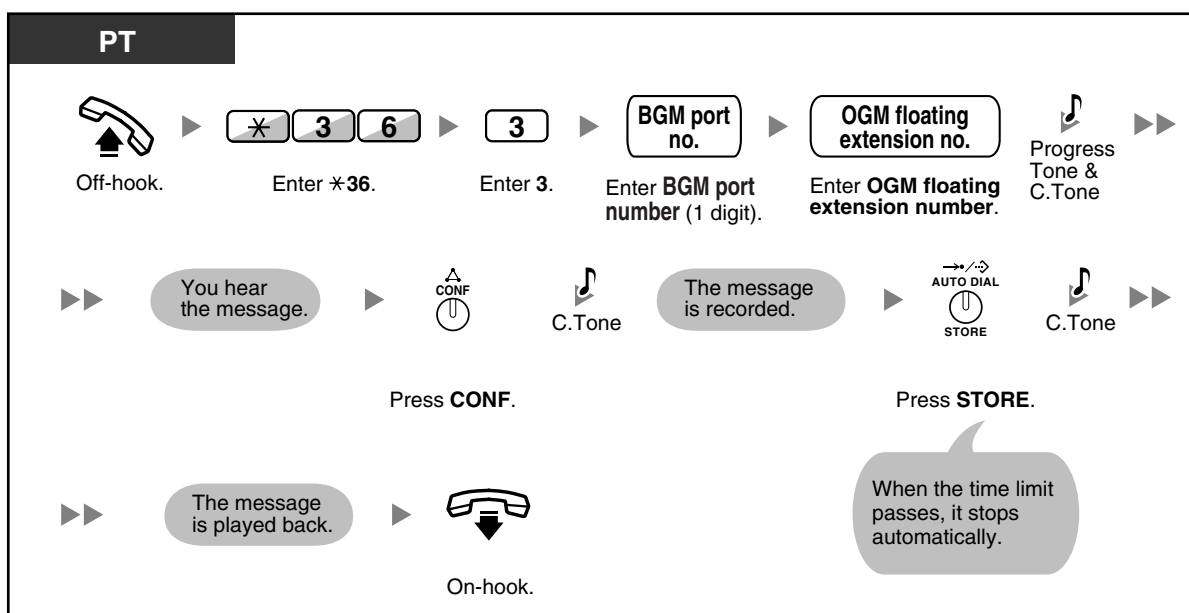 PT
* 3 6
3
BGM port
no.
OGM floating
extension no.
Off-hook.
Enter *36.
Enter 3.
Enter BGM port
number (1 digit).
Enter OGM floating
extension number.
Progress
Tone &
C.Tone
You hear
the message.
CONF
C.Tone
The message
is recorded.
AUTO DIAL
STORE
C.Tone
Press CONF.
Press STORE.
When the time limit
passes, it stops
automatically.
The message
is played back.
On-hook.